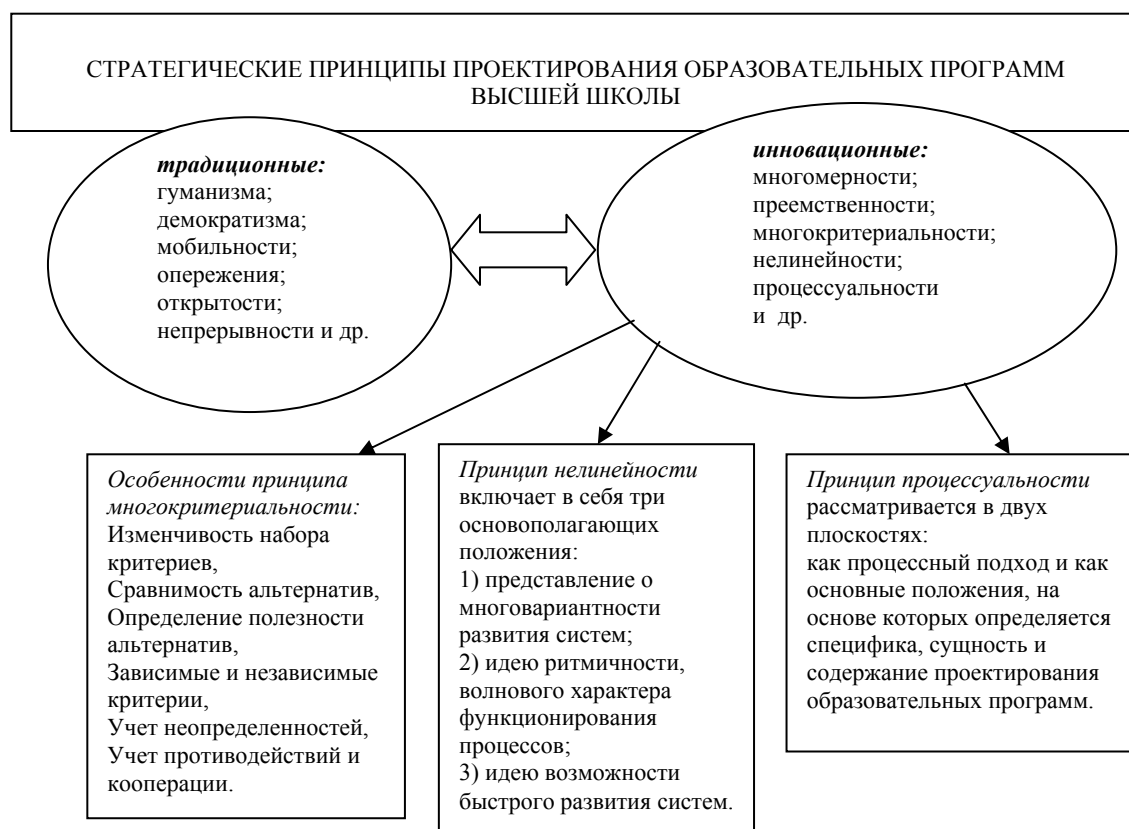 СТРАТЕГИЧЕСКИЕ ПРИНЦИПЫ ПРОЕКТИРОВАНИЯ ОБРАЗОВАТЕЛЬНЫХ ПРОГРАММ
ВЫСШЕЙ ШКОЛЫ
традиционные:
гуманизма;
демократизма;
мобильности;
опережения;
открытости;
непрерывности и др.
инновационные:
многомерности;
преемственности;
многокритериальности;
нелинейности;
процессуальности
и др.
Особенности принципа
многокритериальности:
Изменчивость набора
критериев,
Сравнимость альтернатив,
Определение полезности
альтернатив,
Зависимые и независимые
критерии,
Учет неопределенностей,
Учет противодействий и
кооперации.
Принцип нелинейности
включает в себя три
основополагающих
положения:
1) представление о
многовариантности
развития систем;
2) идею ритмичности,
волнового характера
функционирования
процессов;
3) идею возможности
быстрого развития систем.
Принцип процессуальности
рассматривается в двух
плоскостях:
как процессный подход и как
основные положения, на
основе которых определяется
специфика, сущность и
содержание проектирования
образовательных программ.